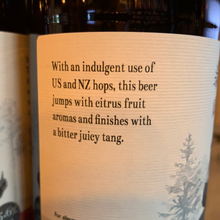 With an indulgent use of
US and NZ hops, this beer
jumps with citrus fruit
aromas and finishes with
a bitter juicy tang.